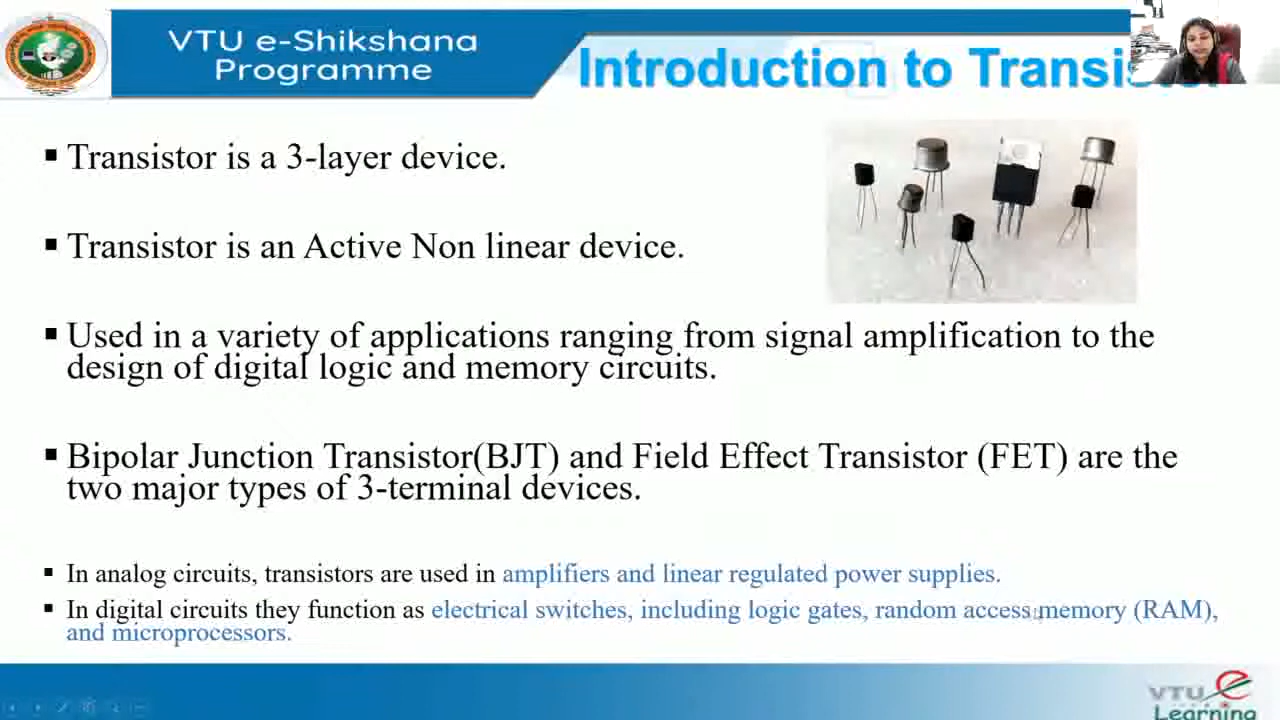 VTU e-Shikshana
Programme
Introduction to Transistor
▪ Transistor is a 3-layer device.
▪ Transistor is an Active Non linear device.
▪ Used in a variety of applications ranging from signal amplification to the
design of digital logic and memory circuits.
▪ Bipolar Junction Transistor(BJT) and Field Effect Transistor (FET) are the
two major types of 3-terminal devices.
▪ In analog circuits, transistors are used in amplifiers and linear regulated power supplies.
▪ In digital circuits they function as electrical switches, including logic gates, random access memory (RAM),
and microprocessors.
VTU e
Learning